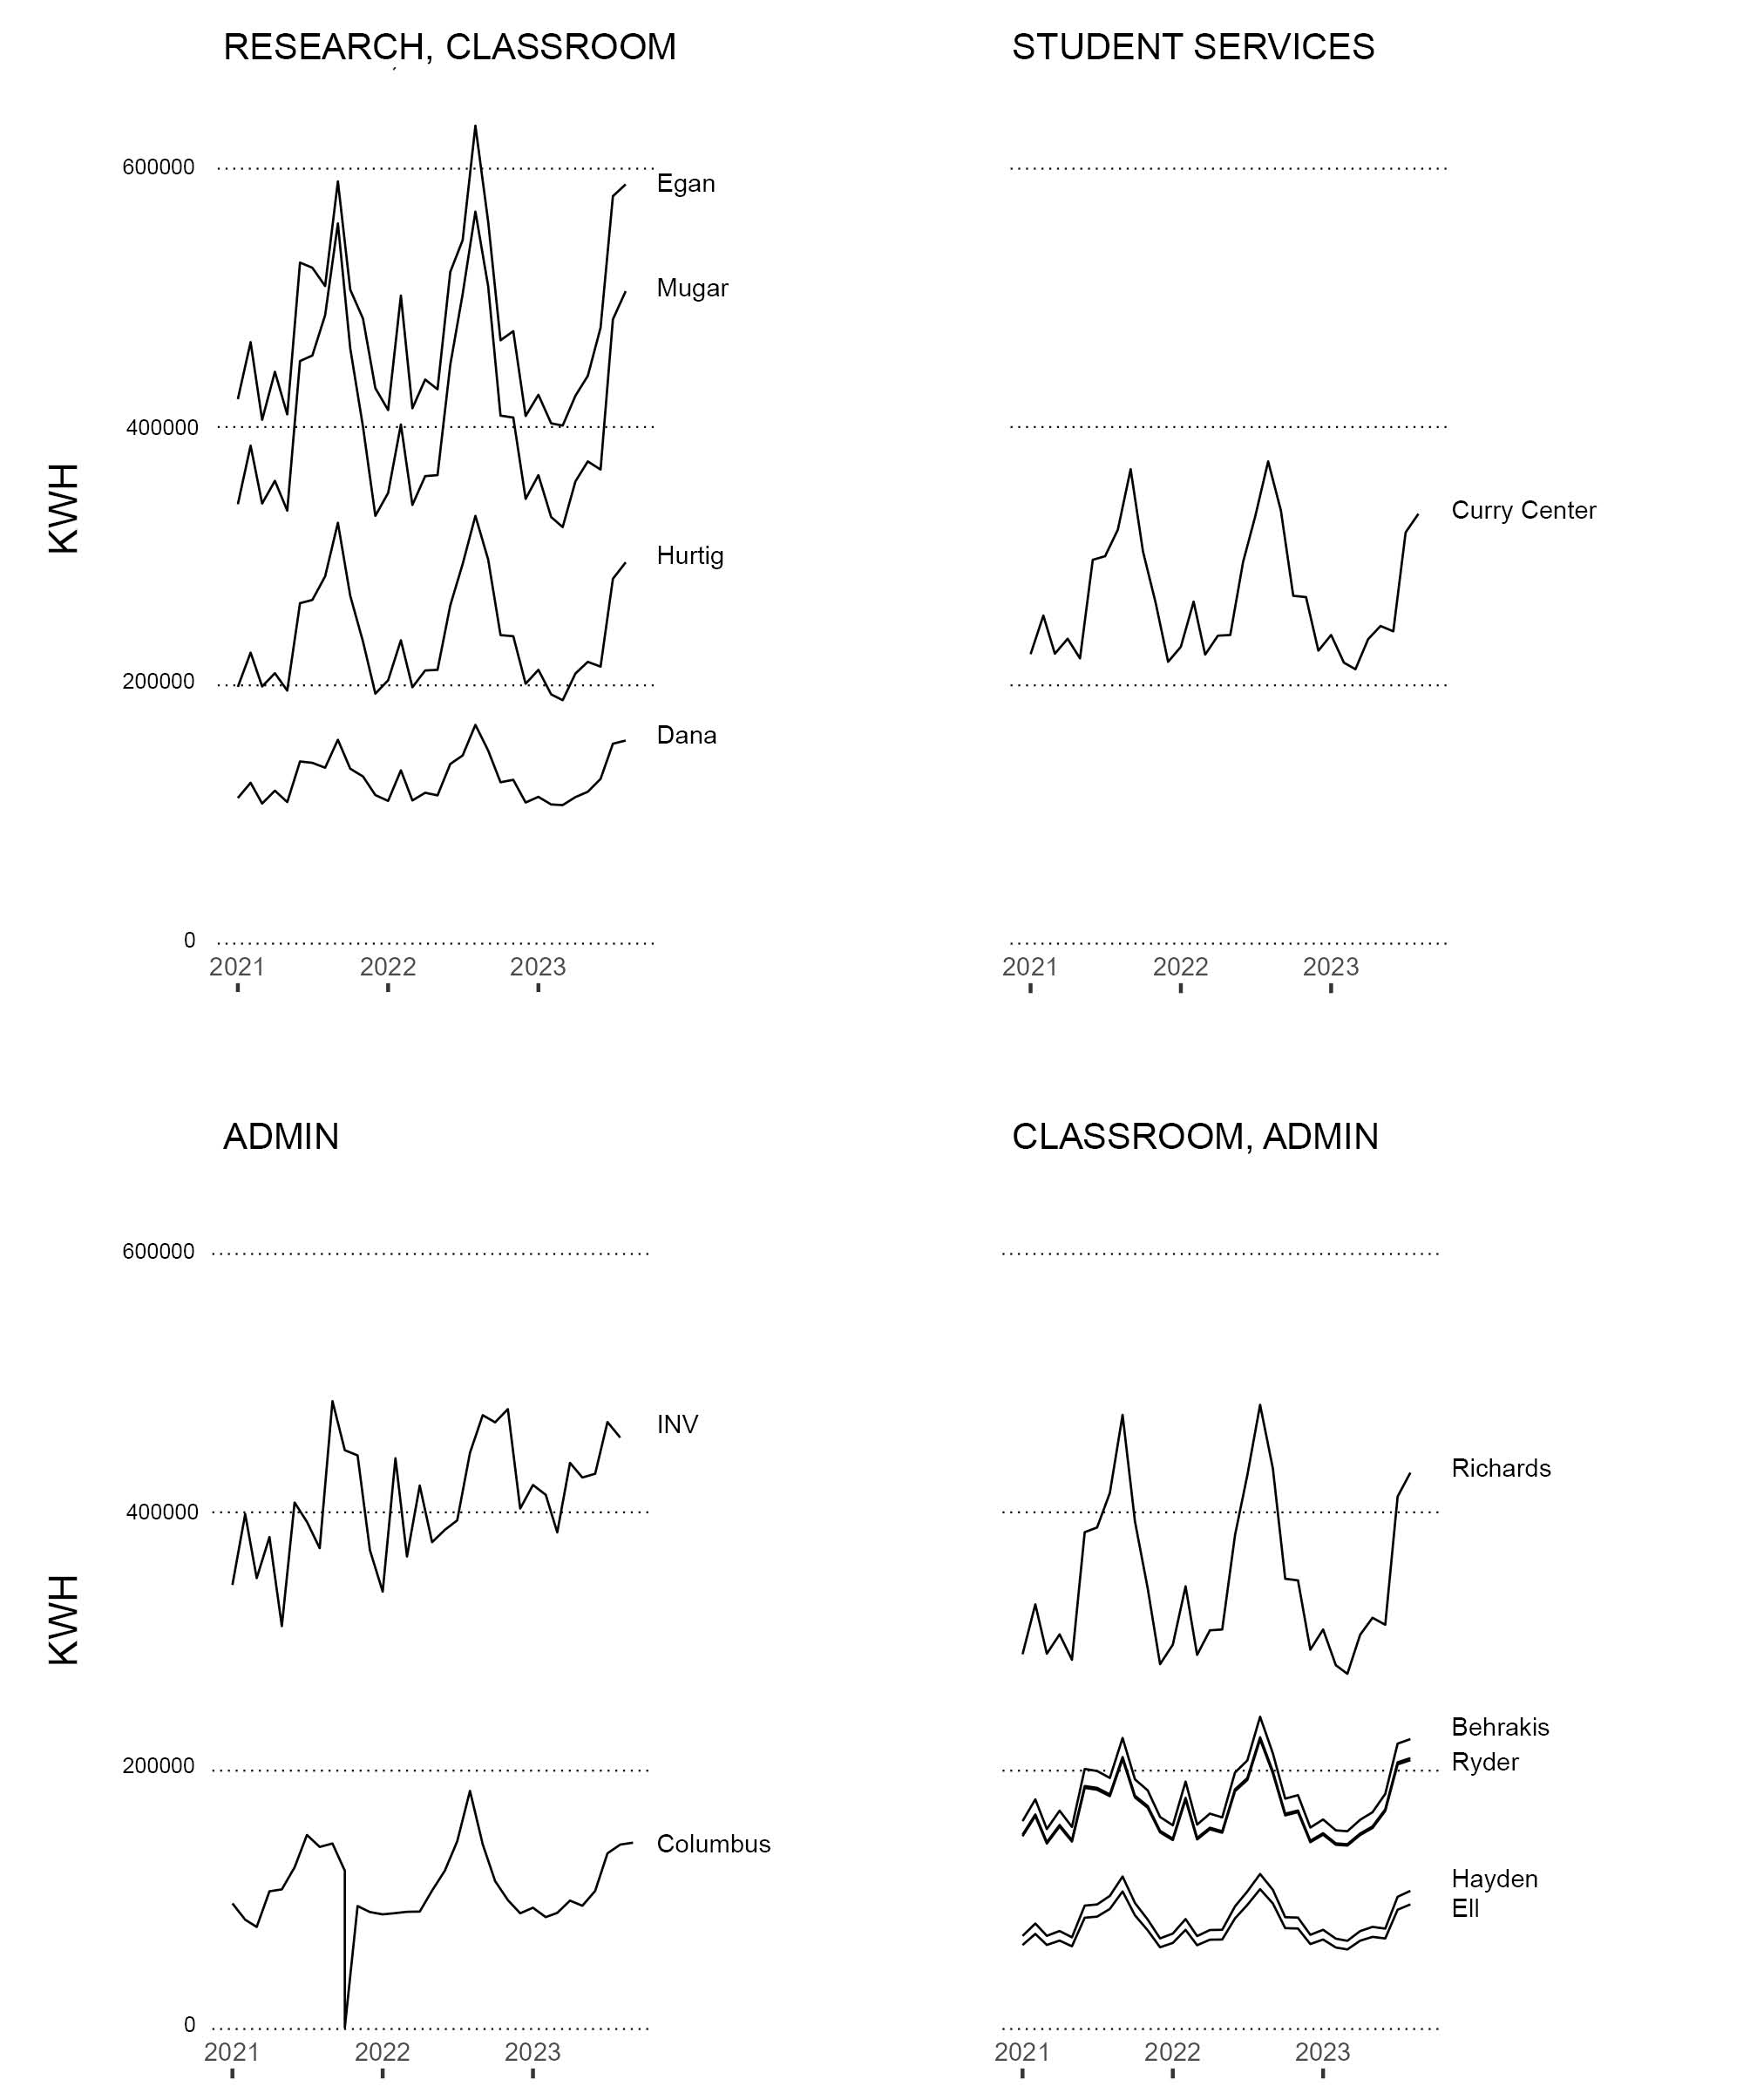 RESEARCH, CLASSROOM
600000
Egan
Mugar
400000
KWH
Hurtig
200000
Dana
0
2021 2022 2023
STUDENT SERVICES
Curry Center
2021 2022 2023
ADMIN
600000
INV
400000
KWH
200000
Columbus
0
2021 2022 2023
CLASSROOM, ADMIN
Richards
Behrakis
Ryder
Hayden
Ell
2021 2022 2023